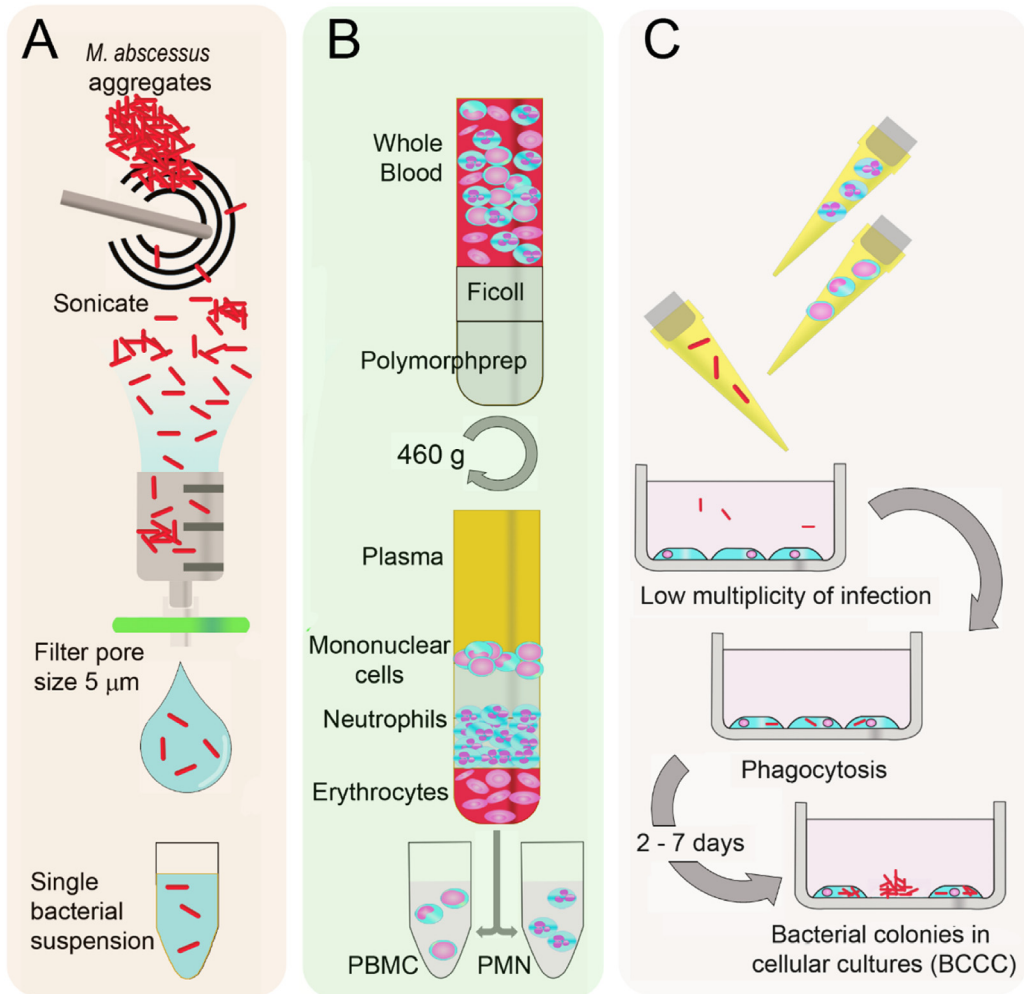 A
M. abscessus
aggregates
Sonicate
Filter pore
size 5 μm
Single
bacterial
suspension
B
Whole
Blood
Ficoll
Polymorphprep
460 g
Plasma
Mononuclear
cells
Neutrophils
Erythrocytes
PBMC
PMN
C
Low multiplicity of infection
Phagocytosis
2 - 7 days
Bacterial colonies in
cellular cultures (BCCC)